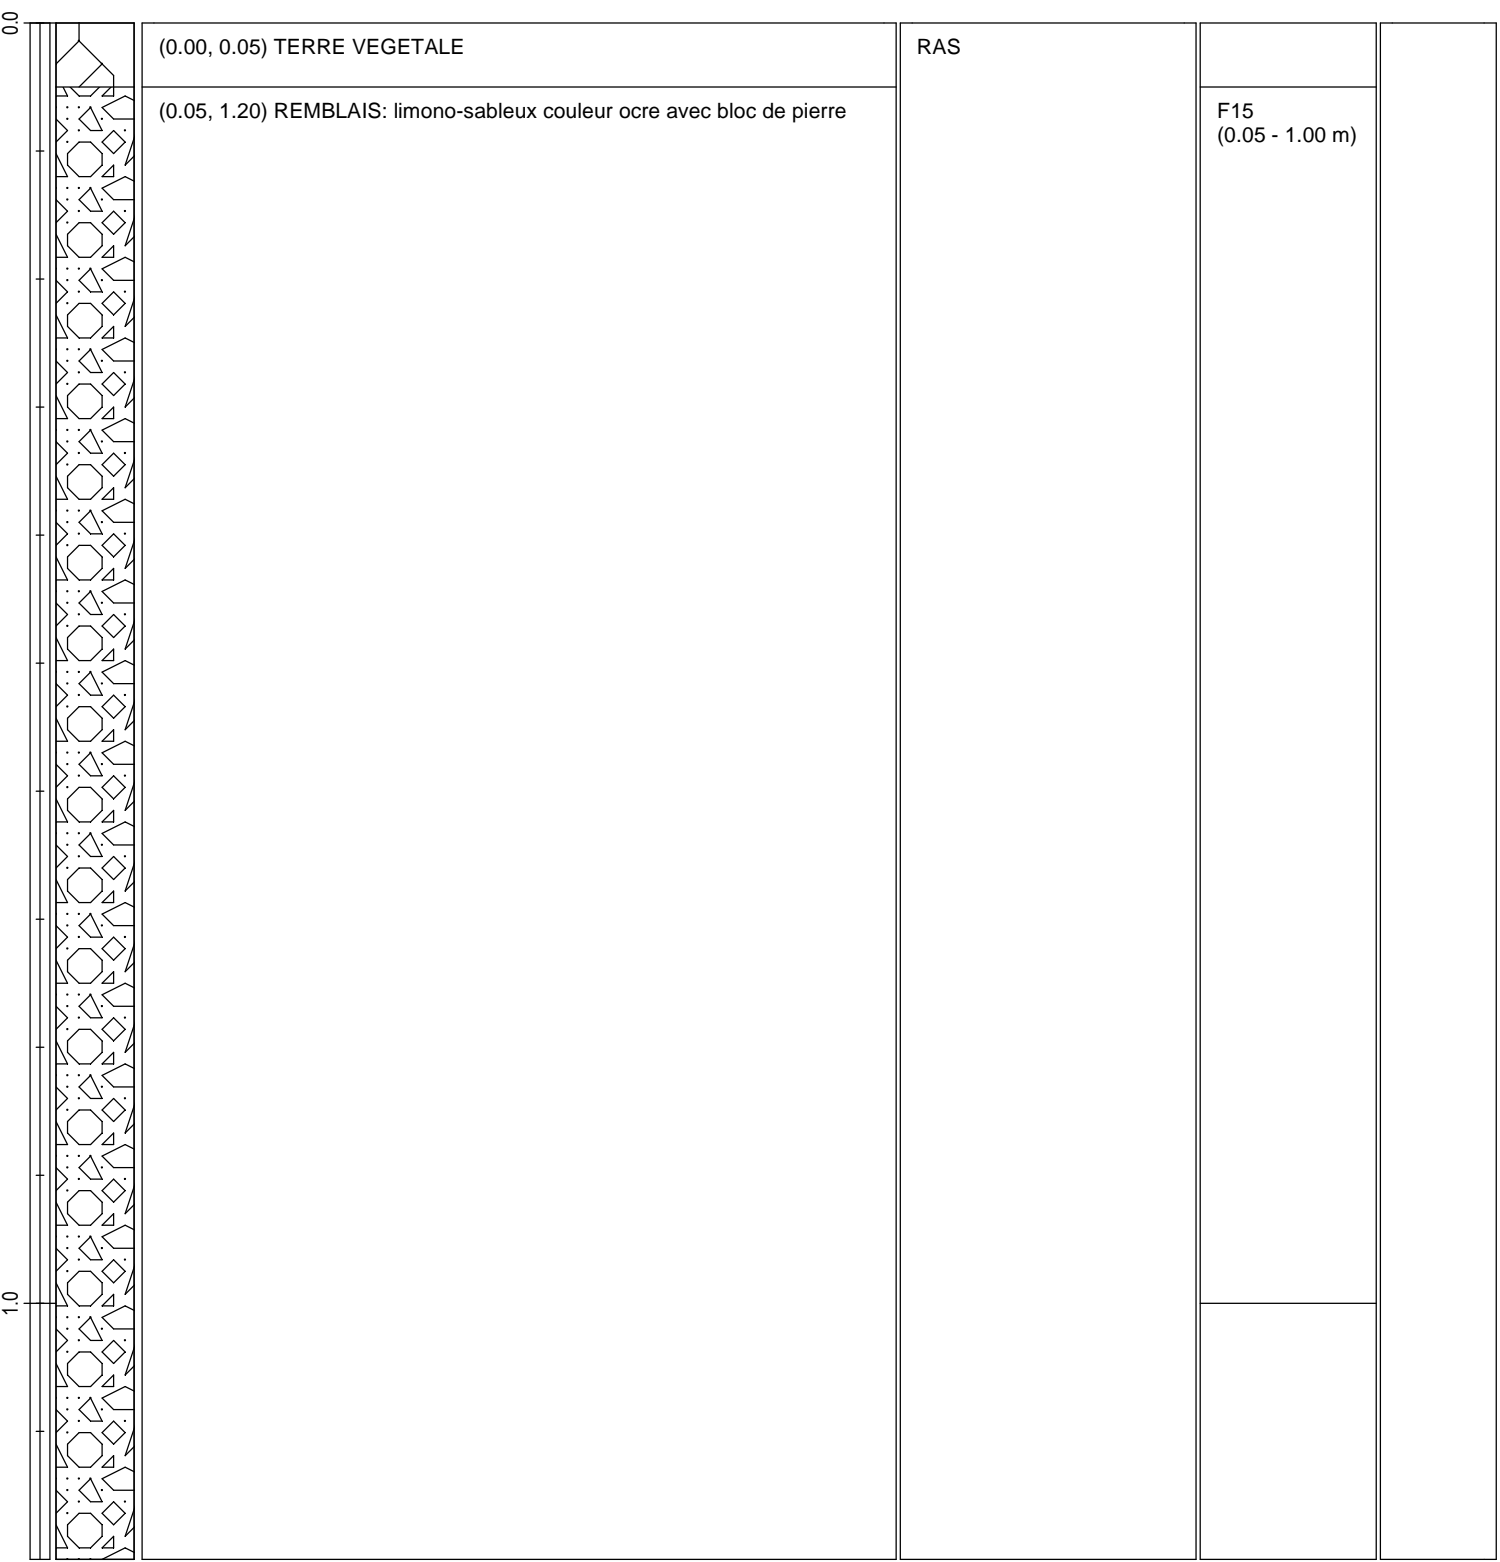 0.0
(0.00, 0.05) TERRE VEGETALE
RAS
(0.05, 1.20) REMBLAIS: limono-sableux couleur ocre avec bloc de pierre
F15
(0.05 - 1.00 m)
1.0